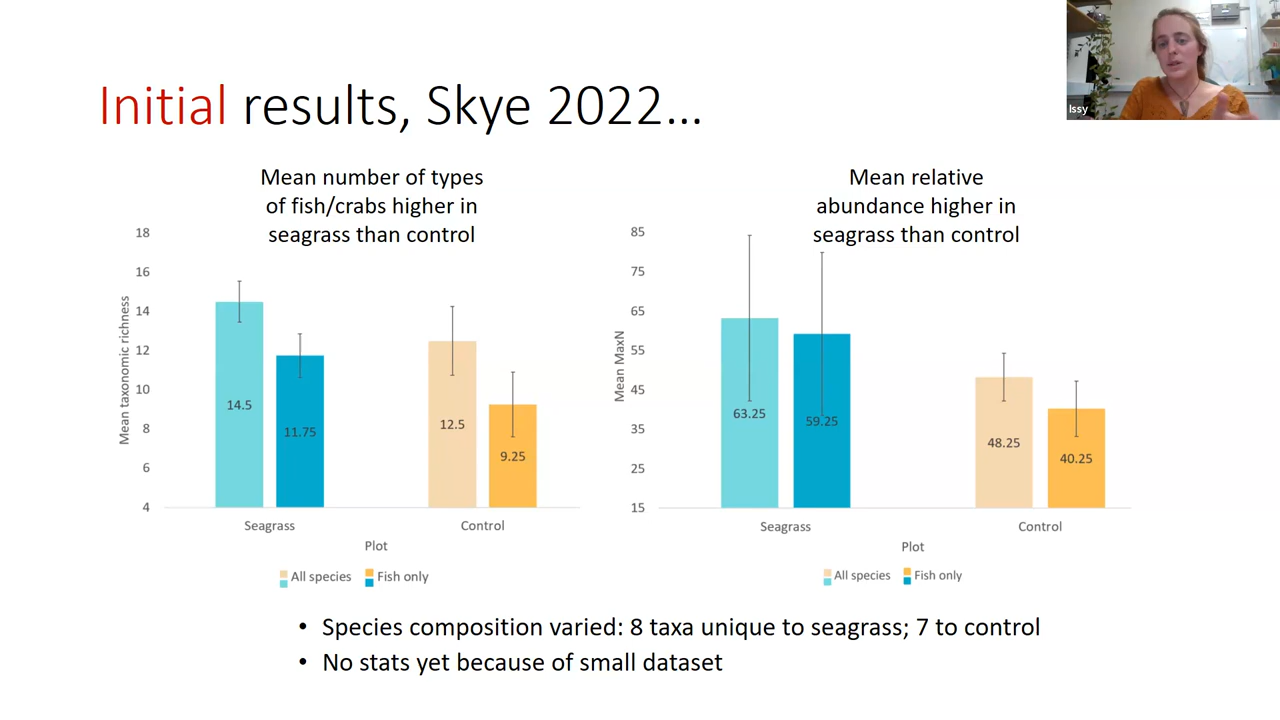 Initial results, Skye 2022...
Issy
Mean number of types
of fish/crabs higher in
seagrass than control
Mean taxonomic richness
18
16
14
12
10
8
6
4
14.5
11.75
12.5
9.25
Seagrass
Control
Plot
All species
Fish only
Mean relative
abundance higher in
seagrass than control
Mean MaxN
85
75
65
55
45
35
25
15
63.25
59.25
48.25
40.25
Seagrass
Control
Plot
All species
Fish only
• Species composition varied: 8 taxa unique to seagrass; 7 to control
• No stats yet because of small dataset